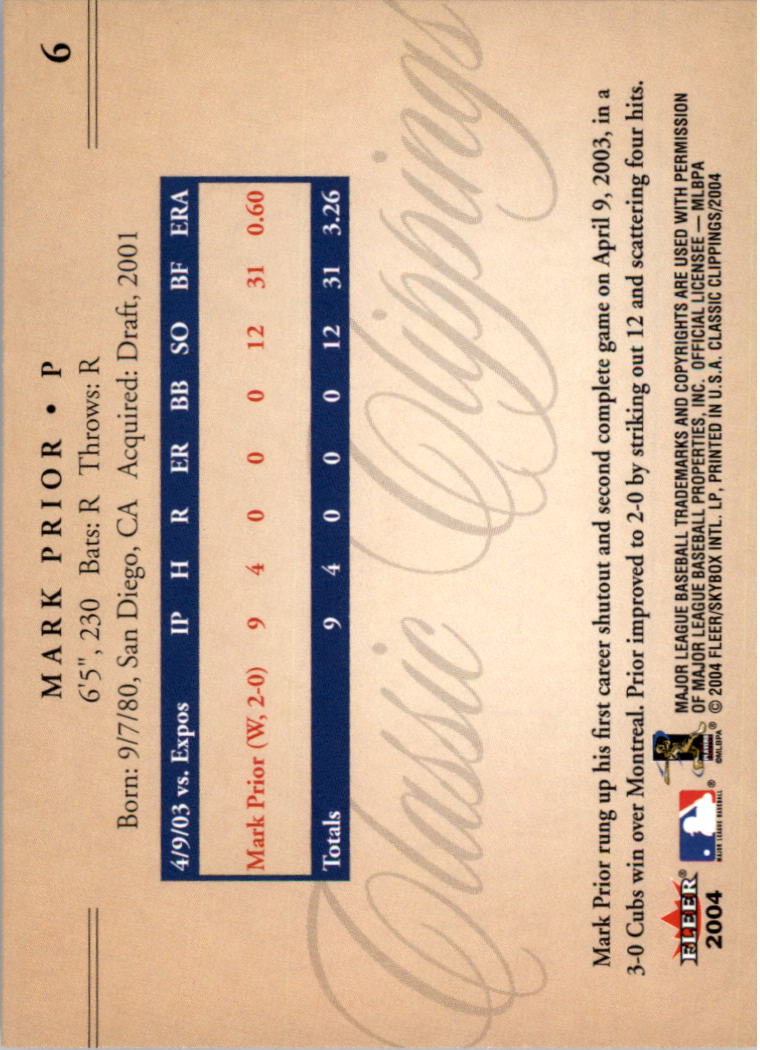 6
MARK PRIOR • P
6'5", 230 Bats: R Throws: R
Born: 9/7/80, San Diego, CA Acquired: Draft, 2001
4/9/03 vs. Expos IP H R ER BB SO BF ERA
Mark Prior (W, 2-0) 9 4 0 0 0 12 31 0.60
Totals 9 4 0 0 0 12 31 3.26
Classic Clippings
Mark Prior rung up his first career shutout and second complete game on April 9, 2003, in a
3-0 Cubs win over Montreal. Prior improved to 2-0 by striking out 12 and scattering four hits.
FLEER®
2004
®
MAJOR LEAGUE BASEBALL
®
©MLBPA
MAJOR LEAGUE BASEBALL TRADEMARKS AND COPYRIGHTS ARE USED WITH PERMISSION
OF MAJOR LEAGUE BASEBALL PROPERTIES, INC. OFFICIAL LICENSEE — MLBPA
© 2004 FLEER/SKYBOX INTL. LP, PRINTED IN U.S.A. CLASSIC CLIPPINGS/2004